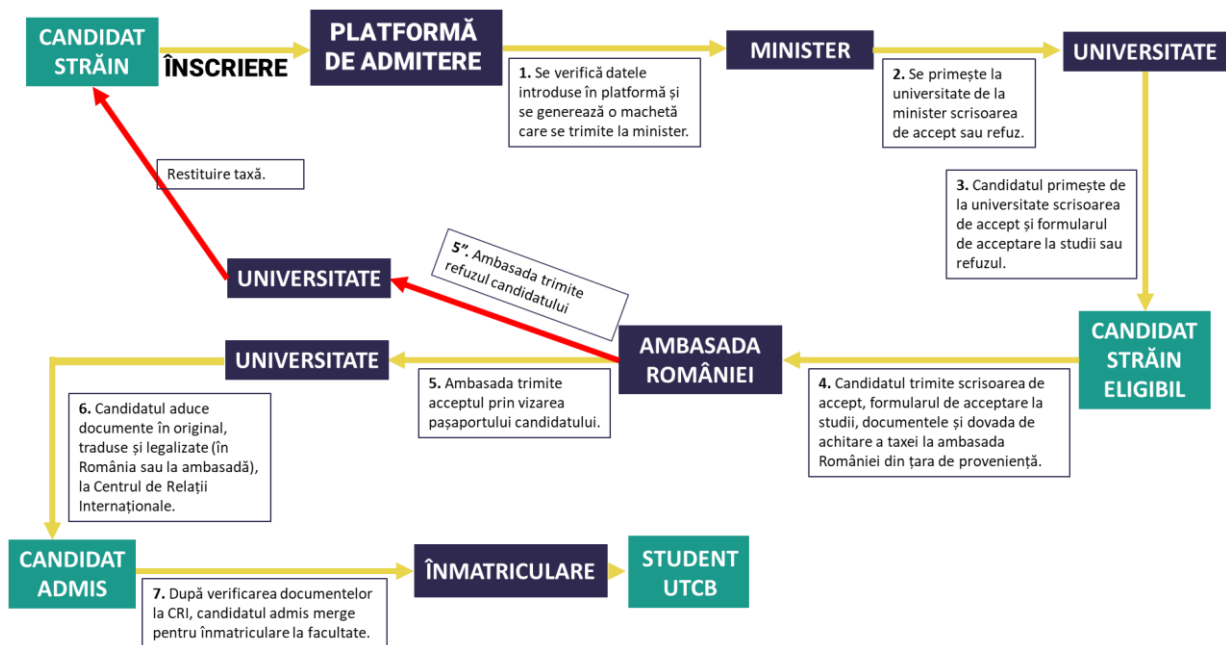 CANDIDAT
STRĂIN
ÎNSCRIERE
PLATFORMĂ
DE ADMITERE
1. Se verifică datele
introduse în platformă și
se generează o machetă
care se trimite la minister.
MINISTER
2. Se primește la
universitate de la
minister scrisoarea
de accept sau refuz.
UNIVERSITATE
3. Candidatul primește de
la universitate scrisoarea
de accept și formularul
de acceptare la studii sau
refuzul.
CANDIDAT
STRĂIN
ELIGIBIL
4. Candidatul trimite scrisoarea de
accept, formularul de acceptare la
studii, documentele și dovada de
achitare a taxei la ambasada
României din țara de proveniență.
AMBASADA
ROMÂNIEI
5”. Ambasada trimite
refuzul candidatului
UNIVERSITATE
Restituire taxă.
5. Ambasada trimite
acceptul prin vizarea
pașaportului candidatului.
UNIVERSITATE
6. Candidatul aduce
documente în original,
traduse și legalizate (în
România sau la ambasadă),
la Centrul de Relații
Internaționale.
CANDIDAT
ADMIS
7. După verificarea documentelor
la CRI, candidatul admis merge
pentru înmatriculare la facultate.
ÎNMATRICULARE
STUDENT
UTCB